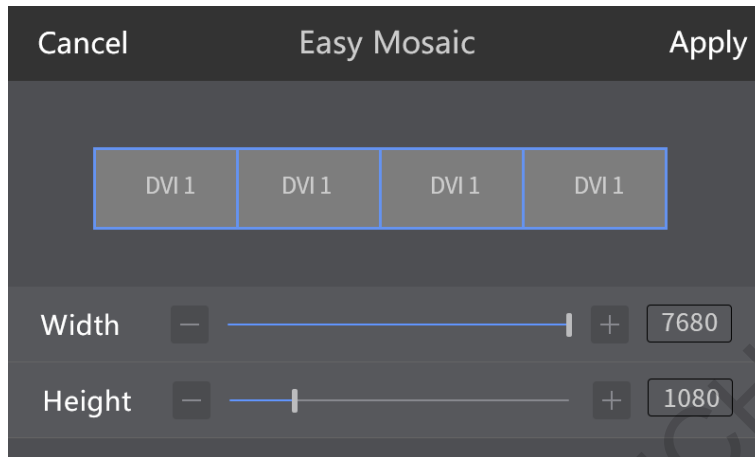 Cancel Easy Mosaic Apply
DVI 1 DVI 1 DVI 1 DVI 1
Width − + 7680
Height − + 1080